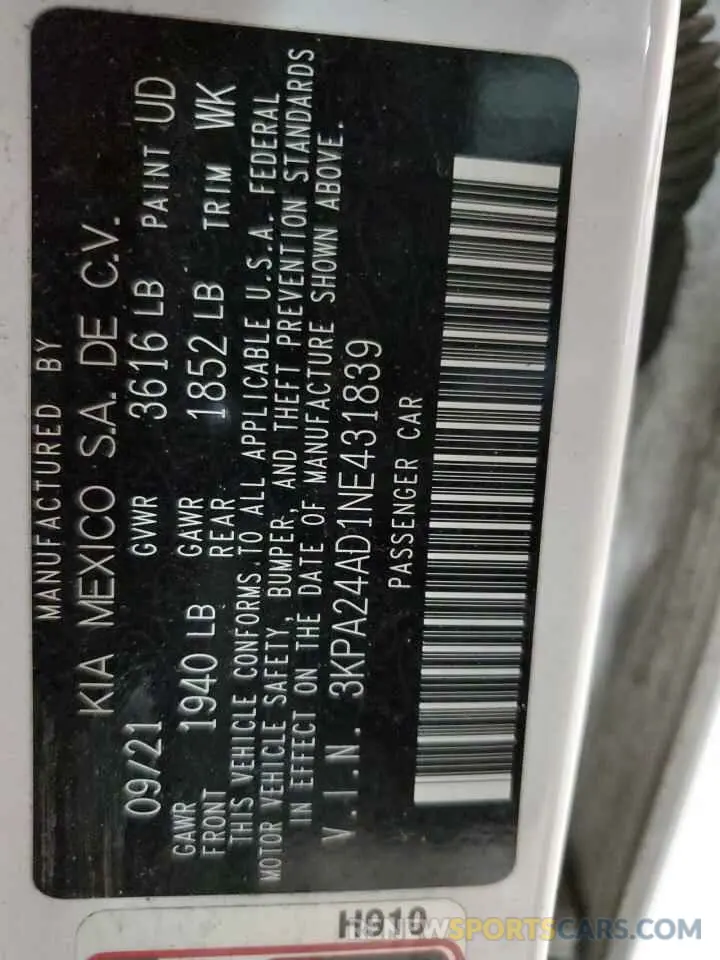 MANUFACTURED BY
KIA MEXICO S.A. DE C.V.
09/21 GVWR 3616 LB PAINT UD
GAWR FRONT 1940 LB GAWR REAR 1852 LB TRIM WK
THIS VEHICLE CONFORMS TO ALL APPLICABLE U.S.A. FEDERAL
MOTOR VEHICLE SAFETY, BUMPER, AND THEFT PREVENTION STANDARDS
IN EFFECT ON THE DATE OF MANUFACTURE SHOWN ABOVE.
V.I.N. 3KPA24AD1NE431839
PASSENGER CAR
H910
RENEWSPORTSCARS.COM